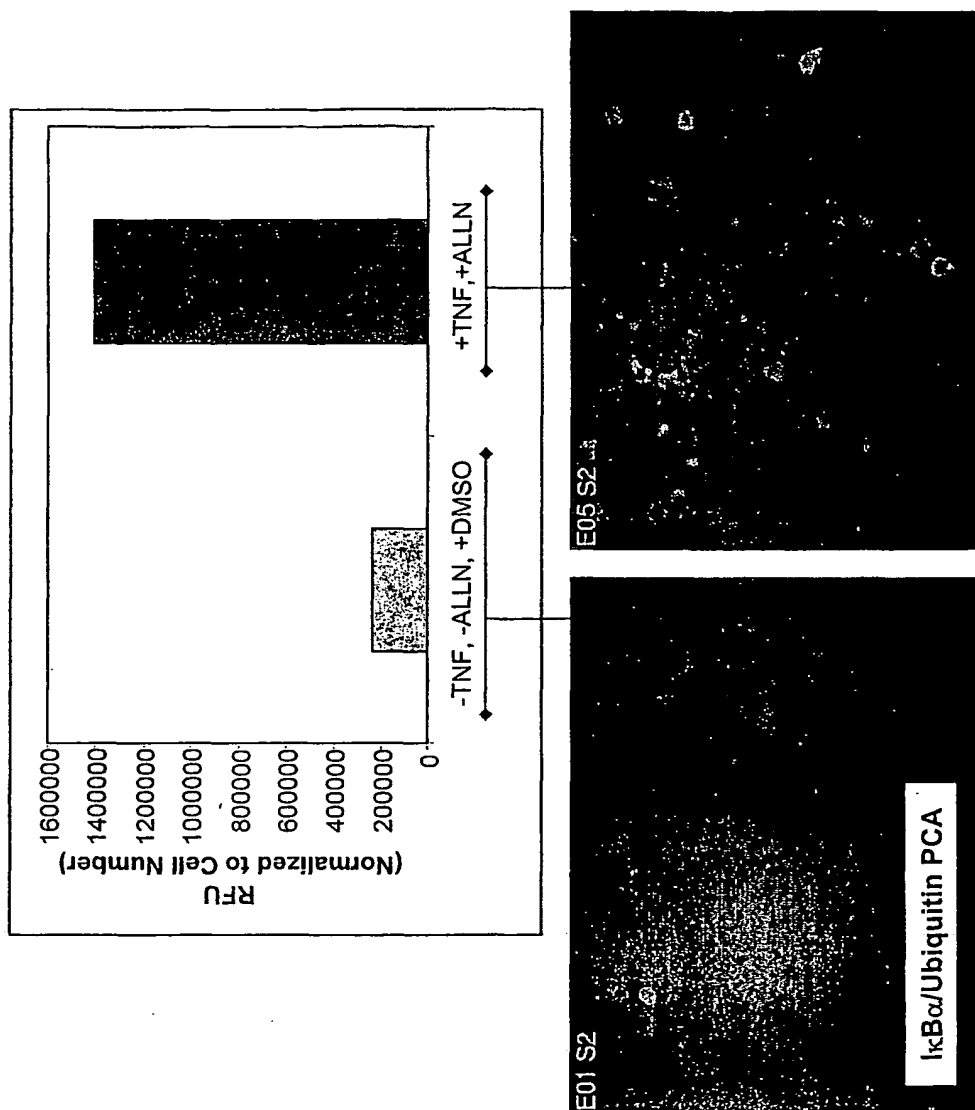 RFU
(Normalized to Cell Number)
1600000
1400000
1200000
1000000
800000
600000
400000
200000
0
-TNF, -ALLN, +DMSO
+TNF,+ALLN
E01 S2
E05 S2
IκBα/Ubiquitin PCA